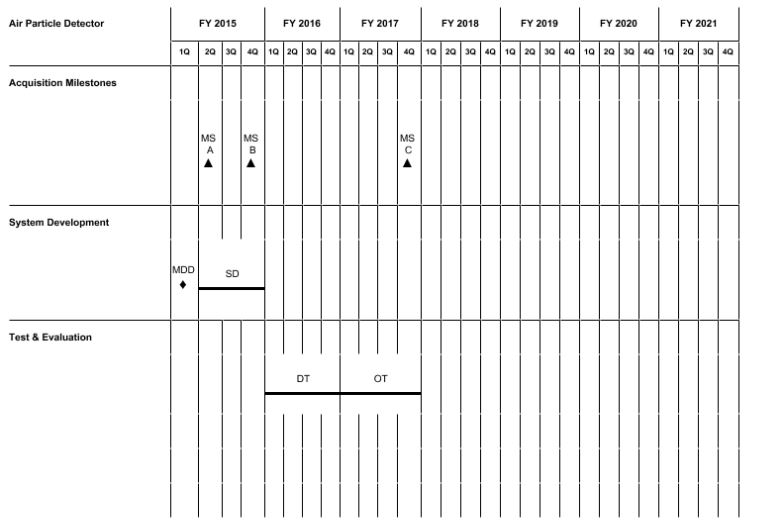 Air Particle Detector FY 2015 FY 2016 FY 2017 FY 2018 FY 2019 FY 2020 FY 2021
1Q 2Q 3Q 4Q 1Q 2Q 3Q 4Q 1Q 2Q 3Q 4Q 1Q 2Q 3Q 4Q 1Q 2Q 3Q 4Q 1Q 2Q 3Q 4Q 1Q 2Q 3Q 4Q
Acquisition Milestones
MS MS MS
A B C
System Development
MDD SD
Test & Evaluation
DT OT